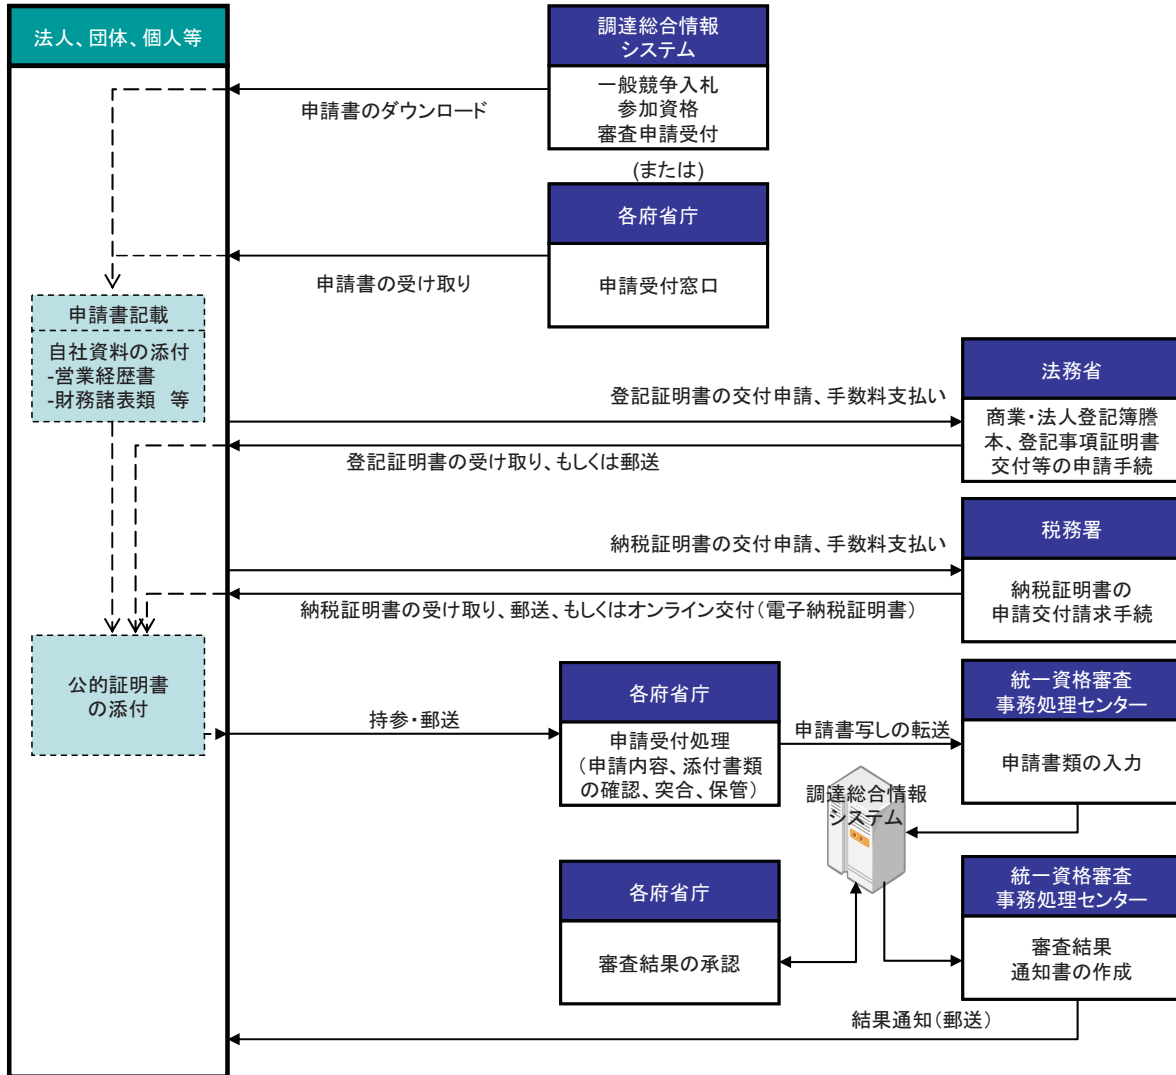 法人、団体、個人等
調達総合情報
システム
一般競争入札
参加資格
審査申請受付
申請書のダウンロード
(または)
各府省庁
申請受付窓口
申請書の受け取り
申請書記載
自社資料の添付
-営業経歴書
-財務諸表類 等
法務省
商業・法人登記簿謄
本、登記事項証明書
交付等の申請手続
登記証明書の交付申請、手数料支払い
登記証明書の受け取り、もしくは郵送
税務署
納税証明書の
申請交付請求手続
納税証明書の交付申請、手数料支払い
納税証明書の受け取り、郵送、もしくはオンライン交付(電子納税証明書)
公的証明書
の添付
持参・郵送
各府省庁
申請受付処理
(申請内容、添付書類
の確認、突合、保管)
申請書写しの転送
統一資格審査
事務処理センター
申請書類の入力
調達総合情報
システム
各府省庁
審査結果の承認
統一資格審査
事務処理センター
審査結果
通知書の作成
結果通知(郵送)